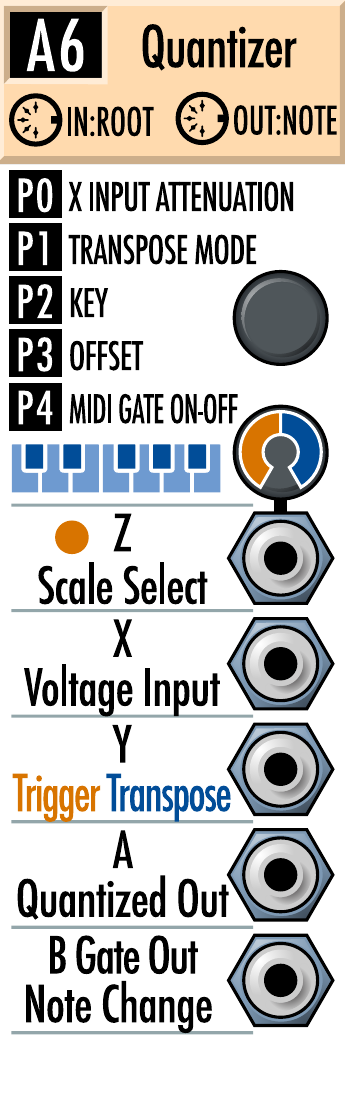 A6 Quantizer
IN:ROOT OUT:NOTE
P0 X INPUT ATTENUATION
P1 TRANSPOSE MODE
P2 KEY
P3 OFFSET
P4 MIDI GATE ON-OFF
Z
Scale Select
X
Voltage Input
Y
Trigger Transpose
A
Quantized Out
B Gate Out
Note Change